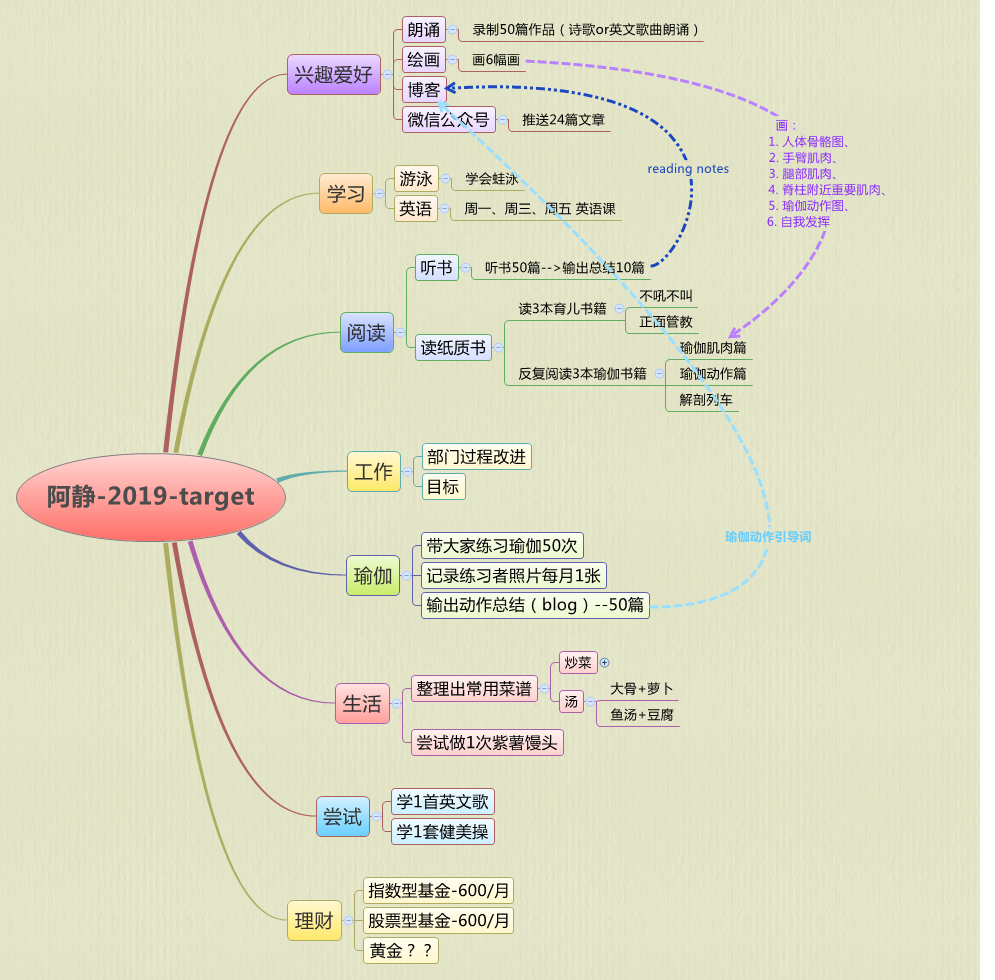 阿静-2019-target
兴趣爱好
朗诵
录制50篇作品（诗歌or英文歌曲朗诵）
绘画
画6幅画
博客
微信公众号
推送24篇文章
画：
1. 人体骨骼图、
2. 手臂肌肉、
3. 腿部肌肉、
4. 脊柱附近重要肌肉、
5. 瑜伽动作图、
6. 自我发挥
reading notes
学习
游泳
学会蛙泳
英语
周一、周三、周五 英语课
阅读
听书
听书50篇-->输出总结10篇
读纸质书
读3本育儿书籍
不吼不叫
正面管教
反复阅读3本瑜伽书籍
瑜伽肌肉篇
瑜伽动作篇
解剖列车
工作
部门过程改进
目标
瑜伽
带大家练习瑜伽50次
记录练习者照片每月1张
输出动作总结（blog）--50篇
瑜伽动作引导词
生活
整理出常用菜谱
炒菜
汤
大骨+萝卜
鱼汤+豆腐
尝试做1次紫薯馒头
尝试
学1首英文歌
学1套健美操
理财
指数型基金-600/月
股票型基金-600/月
黄金？？